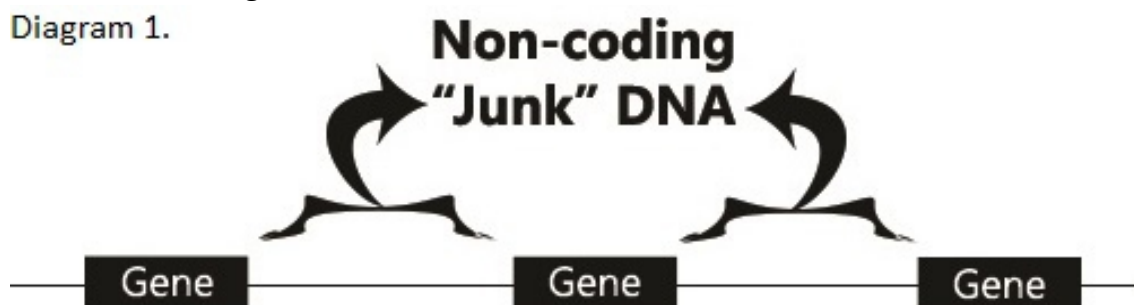 Diagram 1.
Non-coding
“Junk” DNA
Gene Gene Gene